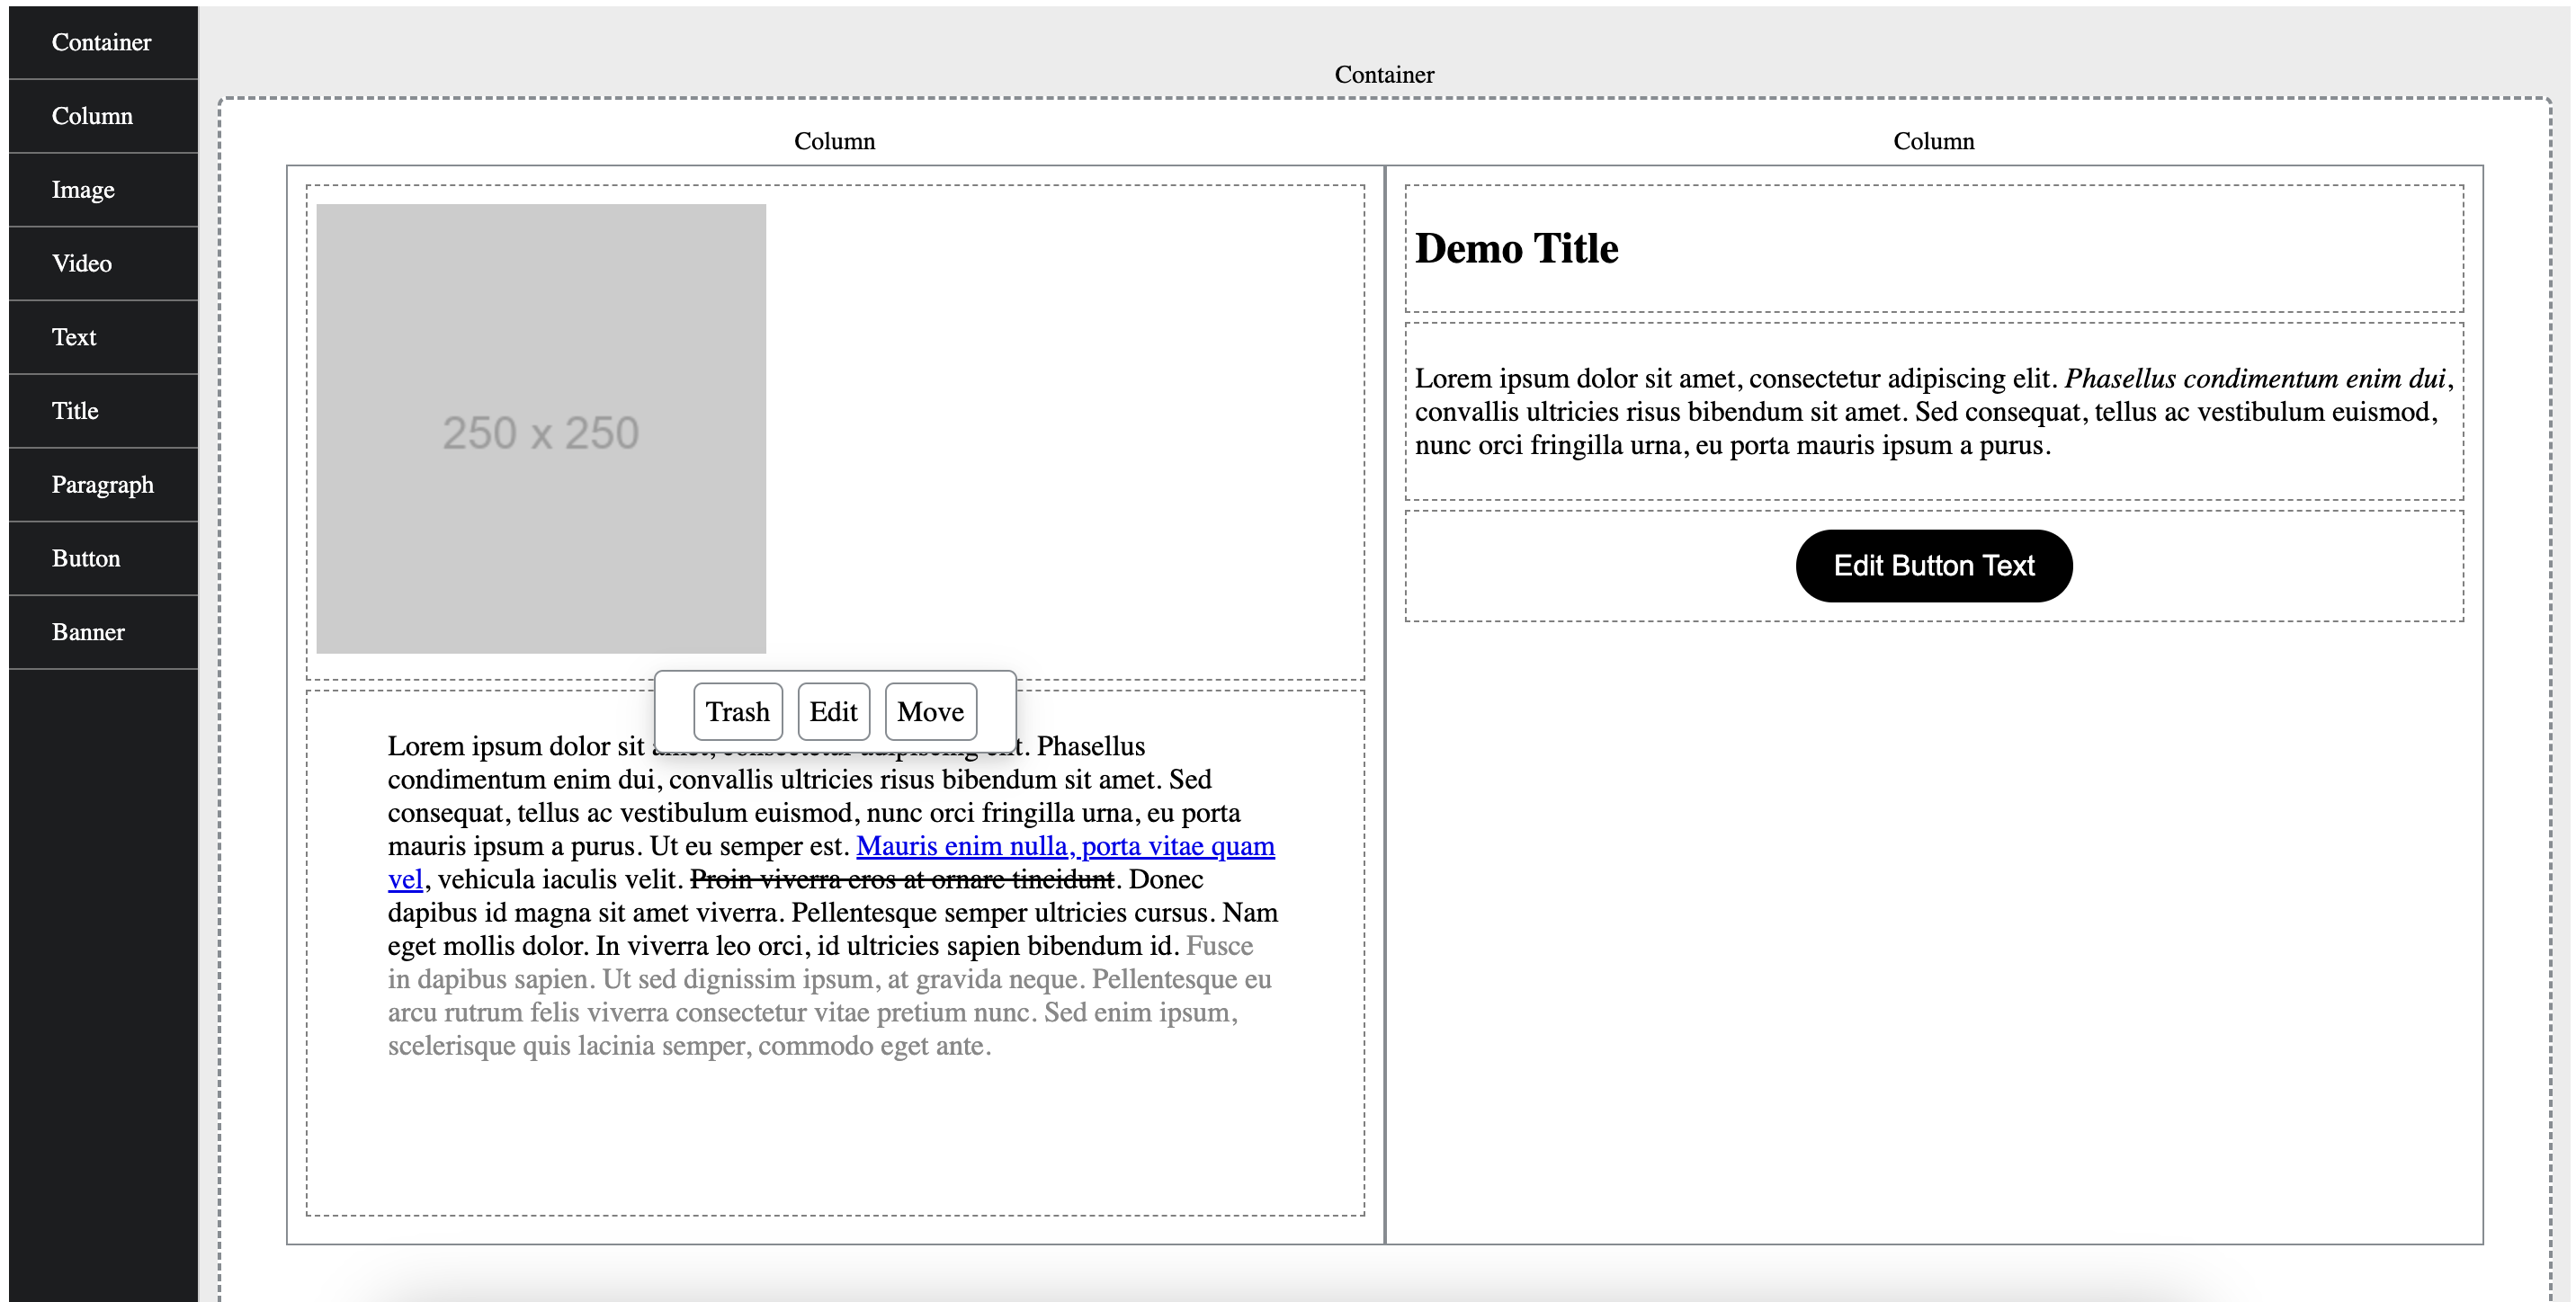 Container
Column
Image
Video
Text
Title
Paragraph
Button
Banner
Container
Column
250 x 250
Trash Edit Move
Lorem ipsum dolor sit Phasellus
condimentum enim dui, convallis ultricies risus bibendum sit amet. Sed
consequat, tellus ac vestibulum euismod, nunc orci fringilla urna, eu porta
mauris ipsum a purus. Ut eu semper est. Mauris enim nulla, porta vitae quam
vel, vehicula iaculis velit. Proin viverra eros at ornare tincidunt. Donec
dapibus id magna sit amet viverra. Pellentesque semper ultricies cursus. Nam
eget mollis dolor. In viverra leo orci, id ultricies sapien bibendum id. Fusce
in dapibus sapien. Ut sed dignissim ipsum, at gravida neque. Pellentesque eu
arcu rutrum felis viverra consectetur vitae pretium nunc. Sed enim ipsum,
scelerisque quis lacinia semper, commodo eget ante.
Column
Demo Title
Lorem ipsum dolor sit amet, consectetur adipiscing elit. Phasellus condimentum enim dui,
convallis ultricies risus bibendum sit amet. Sed consequat, tellus ac vestibulum euismod,
nunc orci fringilla urna, eu porta mauris ipsum a purus.
Edit Button Text